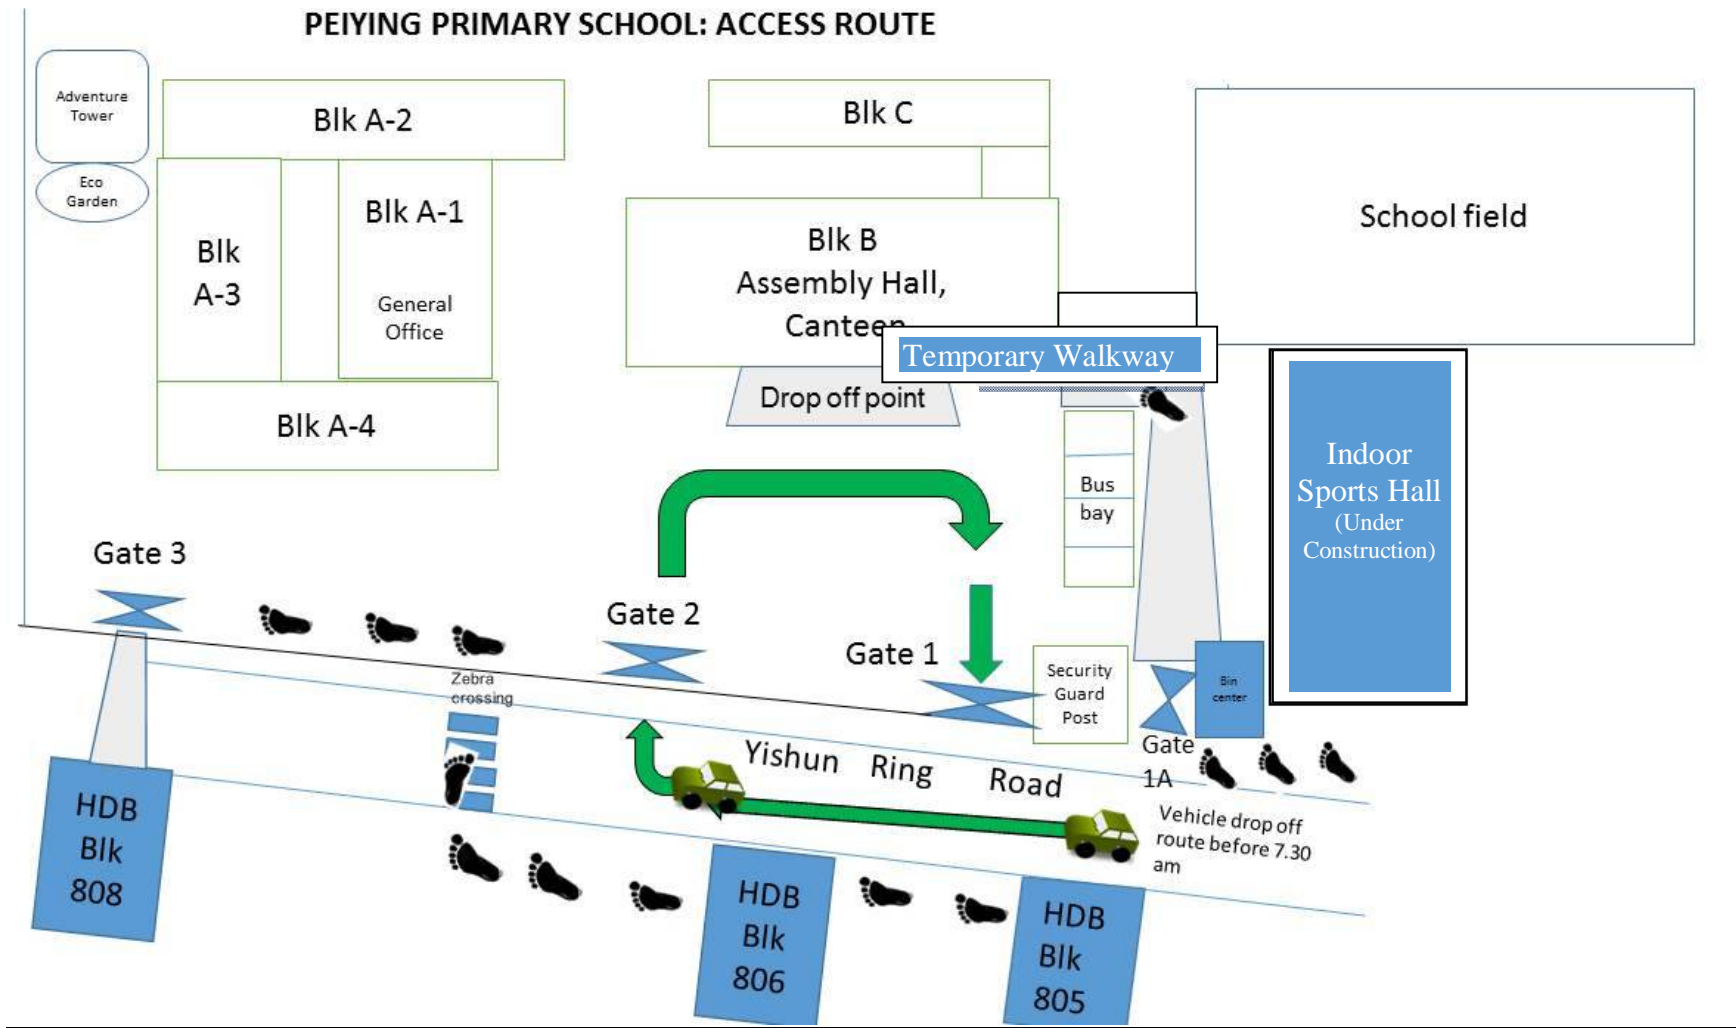 PEIYING PRIMARY SCHOOL: ACCESS ROUTE
Adventure
Tower
Eco
Garden
Blk A-2
Blk
A-3
Blk A-1
General
Office
Blk A-4
Blk C
Blk B
Assembly Hall,
Canteen
Temporary Walkway
Drop off point
School field
Bus
bay
Indoor
Sports Hall
(Under
Construction)
Gate 3
Gate 2
Gate 1
Security
Guard
Post
Bin
center
Gate
1A
Zebra
crossing
Yishun Ring Road
Vehicle drop off
route before 7.30
am
HDB
Blk
808
HDB
Blk
806
HDB
Blk
805